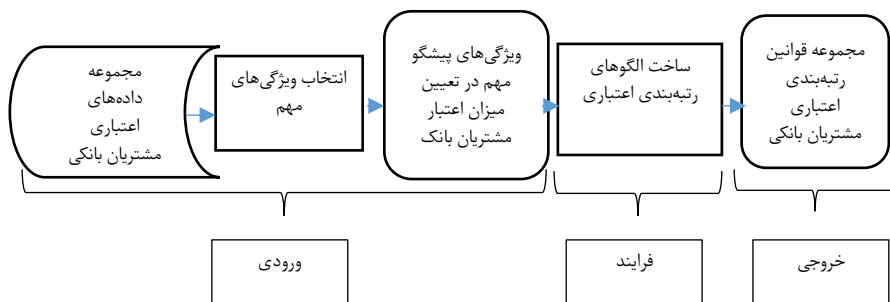 مجموعه
داده‌های
اعتباری
مشتریان بانکی
انتخاب ویژگی‌های
مهم
ویژگی‌های پیشگو
مهم در تعیین
میزان اعتبار
مشتریان بانک
ساخت الگوهای
رتبه‌بندی اعتباری
مجموعه قوانین
رتبه‌بندی
اعتباری
مشتریان بانکی
ورودی
فرایند
خروجی